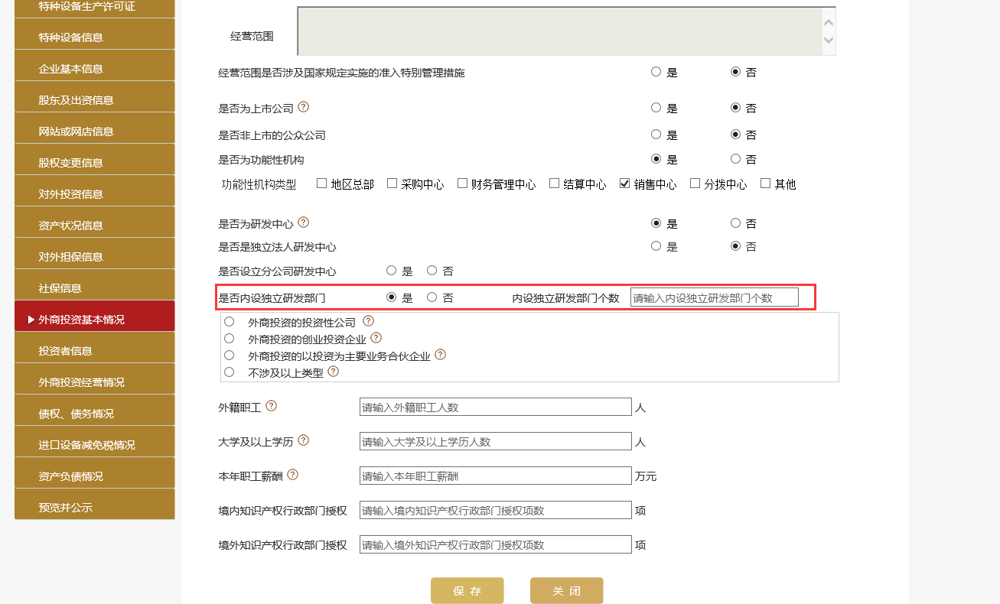 特种设备生产许可证
特种设备信息
企业基本信息
股东及出资信息
网站或网店信息
股权变更信息
对外投资信息
资产状况信息
对外担保信息
社保信息
外商投资基本情况
投资者信息
外商投资经营情况
债权、债务情况
进口设备减免税情况
资产负债情况
预览并公示
经营范围
经营范围是否涉及国家规定实施的准入特别管理措施 是 否
是否为上市公司 ? 是 否
是否非上市的公众公司 是 否
是否为功能性机构 是 否
功能性机构类型 地区总部 采购中心 财务管理中心 结算中心 销售中心 分拨中心 其他
是否为研发中心 ? 是 否
是否是独立法人研发中心 是 否
是否设立分公司研发中心 是 否
是否内设独立研发部门 是 否 内设独立研发部门个数 请输入内设独立研发部门个数
外商投资的投资性公司 ?
外商投资的创业投资企业 ?
外商投资的以投资为主要业务合伙企业 ?
不涉及以上类型 ?
外籍职工 ? 请输入外籍职工人数 人
大学及以上学历 ? 请输入大学及以上学历人数 人
本年职工薪酬 ? 请输入本年职工薪酬 万元
境内知识产权行政部门授权 请输入境内知识产权行政部门授权项数 项
境外知识产权行政部门授权 请输入境外知识产权行政部门授权项数 项
保 存 关 闭